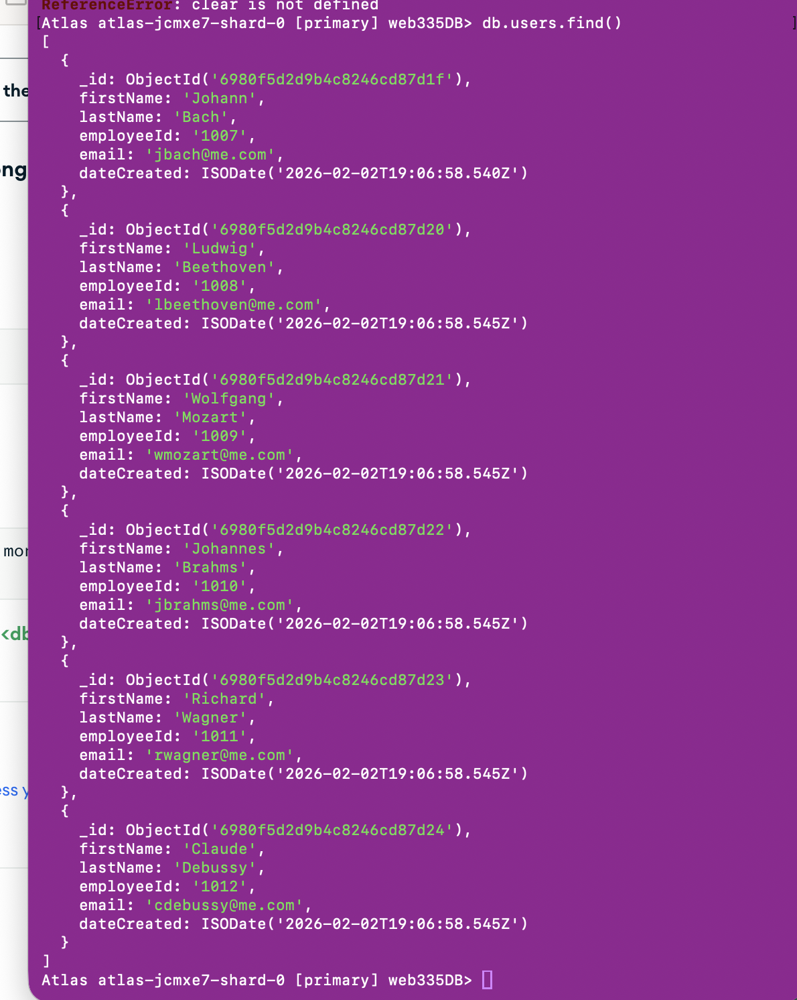 ReferenceError: clear is not defined
[Atlas atlas-jcmxe7-shard-0 [primary] web335DB> db.users.find() ]
[
{
_id: ObjectId('6980f5d2d9b4c8246cd87d1f'),
the
firstName: 'Johann',
lastName: 'Bach',
employeeId: '1007',
email: 'jbach@me.com',
ong
dateCreated: ISODate('2026-02-02T19:06:58.540Z')
},
{
_id: ObjectId('6980f5d2d9b4c8246cd87d20'),
firstName: 'Ludwig',
lastName: 'Beethoven',
employeeId: '1008',
email: 'lbeethoven@me.com',
dateCreated: ISODate('2026-02-02T19:06:58.545Z')
},
{
_id: ObjectId('6980f5d2d9b4c8246cd87d21'),
firstName: 'Wolfgang',
lastName: 'Mozart',
employeeId: '1009',
email: 'wmozart@me.com',
dateCreated: ISODate('2026-02-02T19:06:58.545Z')
},
{
_id: ObjectId('6980f5d2d9b4c8246cd87d22'),
firstName: 'Johannes',
mor
lastName: 'Brahms',
employeeId: '1010',
email: 'jbrahms@me.com',
dateCreated: ISODate('2026-02-02T19:06:58.545Z')
<db
},
{
_id: ObjectId('6980f5d2d9b4c8246cd87d23'),
firstName: 'Richard',
lastName: 'Wagner',
employeeId: '1011',
email: 'rwagner@me.com',
dateCreated: ISODate('2026-02-02T19:06:58.545Z')
ess y
},
{
_id: ObjectId('6980f5d2d9b4c8246cd87d24'),
firstName: 'Claude',
lastName: 'Debussy',
employeeId: '1012',
email: 'cdebussy@me.com',
dateCreated: ISODate('2026-02-02T19:06:58.545Z')
}
]
Atlas atlas-jcmxe7-shard-0 [primary] web335DB>